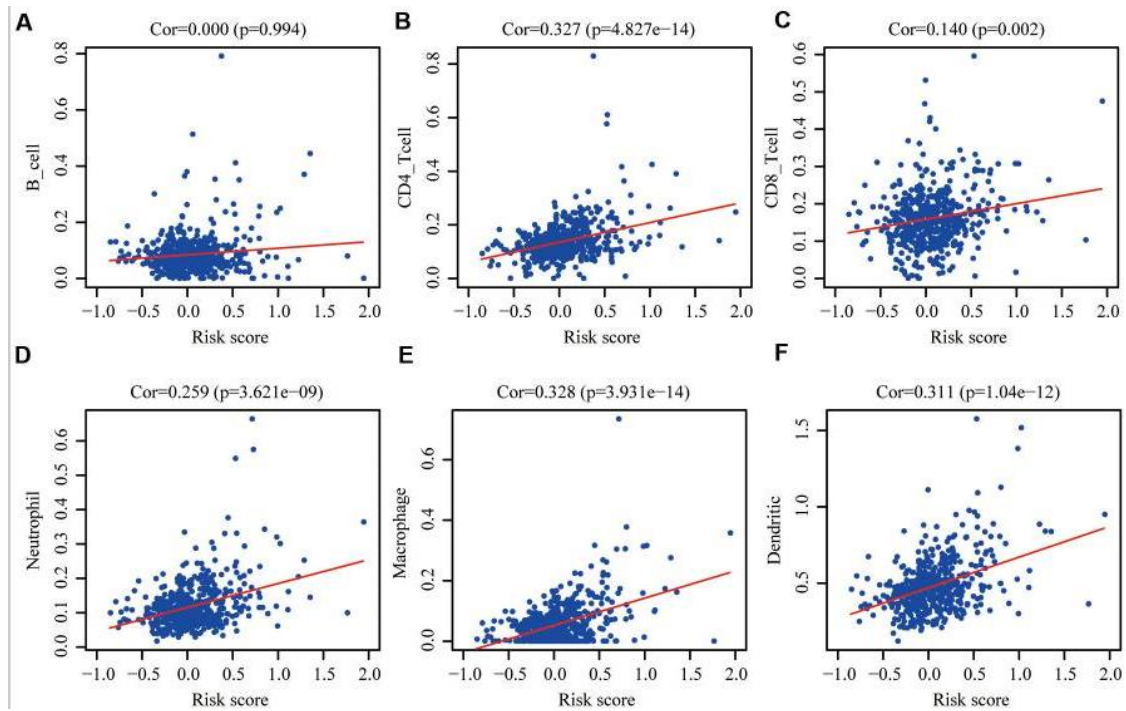 A
Cor=0.000 (p=0.994)
B_cell
0.8
0.6
0.4
0.2
0.0
−1.0 −0.5 0.0 0.5 1.0 1.5 2.0
Risk score
B
Cor=0.327 (p=4.827e−14)
CD4_Tcell
0.8
0.6
0.4
0.2
0.0
−1.0 −0.5 0.0 0.5 1.0 1.5 2.0
Risk score
C
Cor=0.140 (p=0.002)
CD8_Tcell
0.6
0.5
0.4
0.3
0.2
0.1
0.0
−1.0 −0.5 0.0 0.5 1.0 1.5 2.0
Risk score
D
Cor=0.259 (p=3.621e−09)
Neutrophil
0.6
0.5
0.4
0.3
0.2
0.1
0.0
−1.0 −0.5 0.0 0.5 1.0 1.5 2.0
Risk score
E
Cor=0.328 (p=3.931e−14)
Macrophage
0.6
0.4
0.2
0.0
−1.0 −0.5 0.0 0.5 1.0 1.5 2.0
Risk score
F
Cor=0.311 (p=1.04e−12)
Dendritic
1.5
1.0
0.5
−1.0 −0.5 0.0 0.5 1.0 1.5 2.0
Risk score